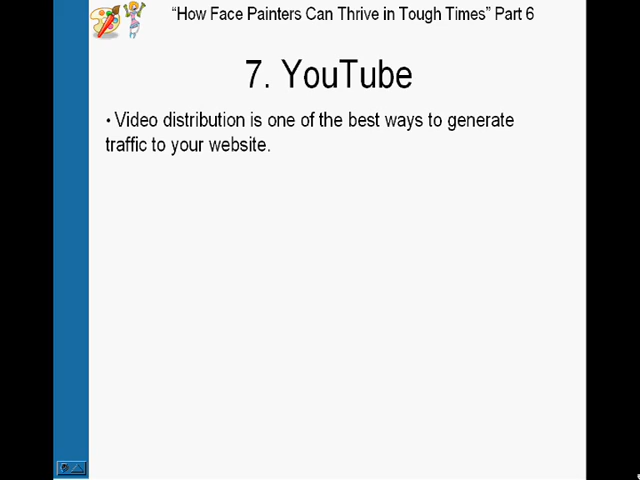 “How Face Painters Can Thrive in Tough Times” Part 6
7. YouTube
• Video distribution is one of the best ways to generate
traffic to your website.